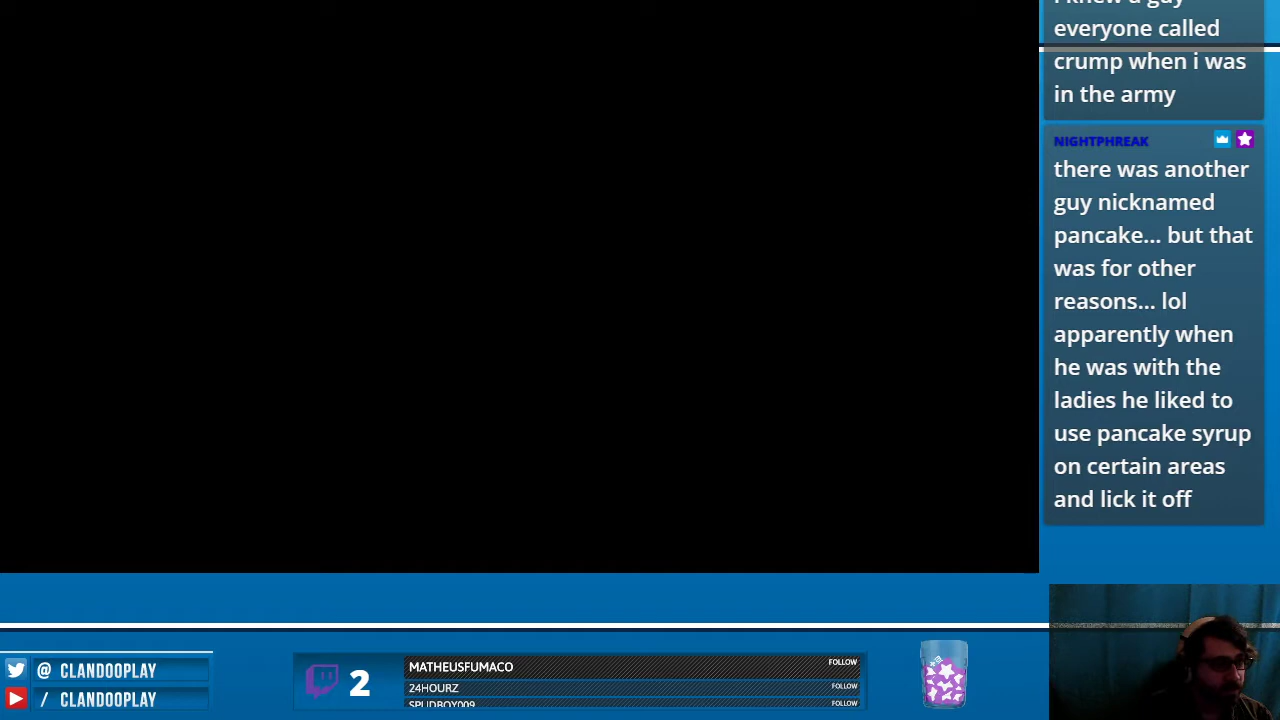 everyone called
crump when i was
in the army
NIGHTPHREAK
there was another
guy nicknamed
pancake... but that
was for other
reasons... lol
apparently when
he was with the
ladies he liked to
use pancake syrup
on certain areas
and lick it off
@ CLANDOOPLAY
/ CLANDOOPLAY
2
MATHEUSFUMACO FOLLOW
24HOURZ FOLLOW
SPUDBOY009 FOLLOW